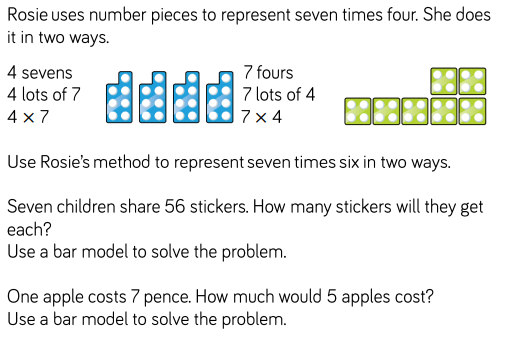 Rosie uses number pieces to represent seven times four. She does
it in two ways.
4 sevens
4 lots of 7
4 × 7
7 fours
7 lots of 4
7 × 4
Use Rosie's method to represent seven times six in two ways.
Seven children share 56 stickers. How many stickers will they get
each?
Use a bar model to solve the problem.
One apple costs 7 pence. How much would 5 apples cost?
Use a bar model to solve the problem.